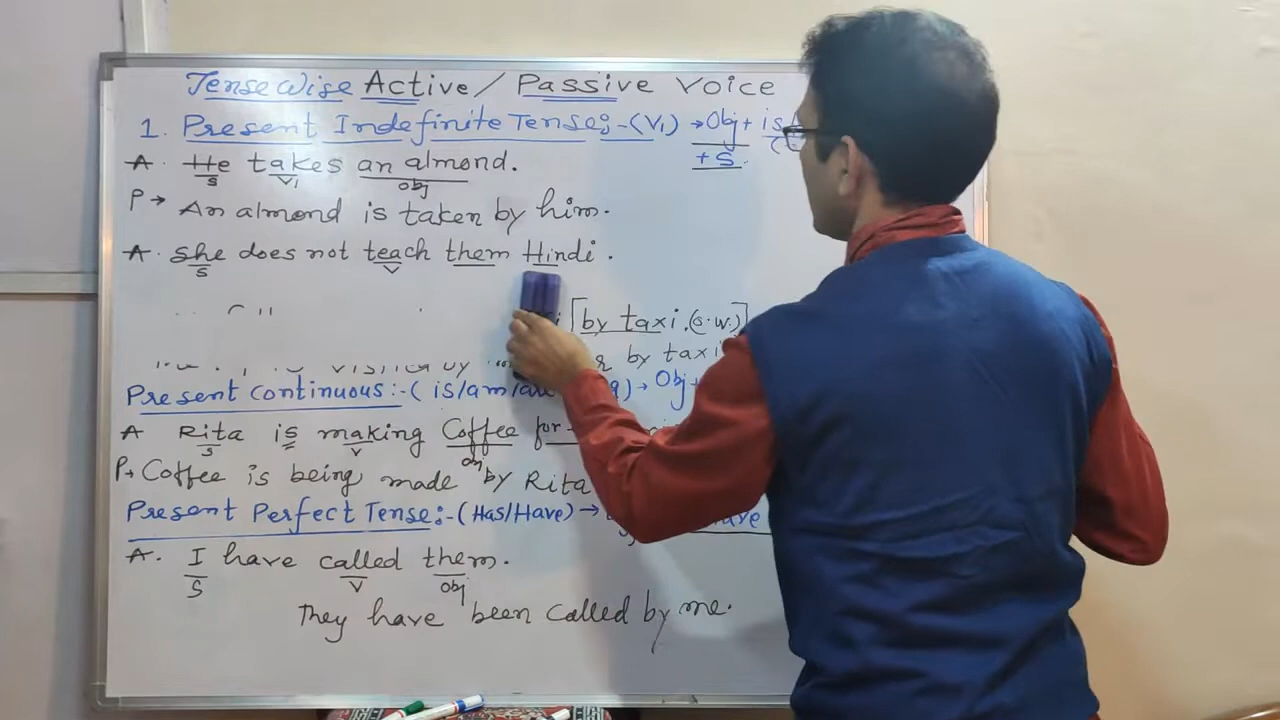 Tense Wise Active / Passive Voice
1. Present Indefinite Tense:-(V1) → Obj + is
+ S.
A. He takes an almond.
S V1 obj
P → An almond is taken by him.
A. She does not teach them Hindi.
S V
[by taxi.(s.w.)]
by taxi
Present Continuous:-( is/am/ → Obj
A Rita is making Coffee for
S V obj
P → Coffee is being made by Rita
Present Perfect Tense:-(Has/Have) →
A. I have called them.
S V obj
They have been called by me.